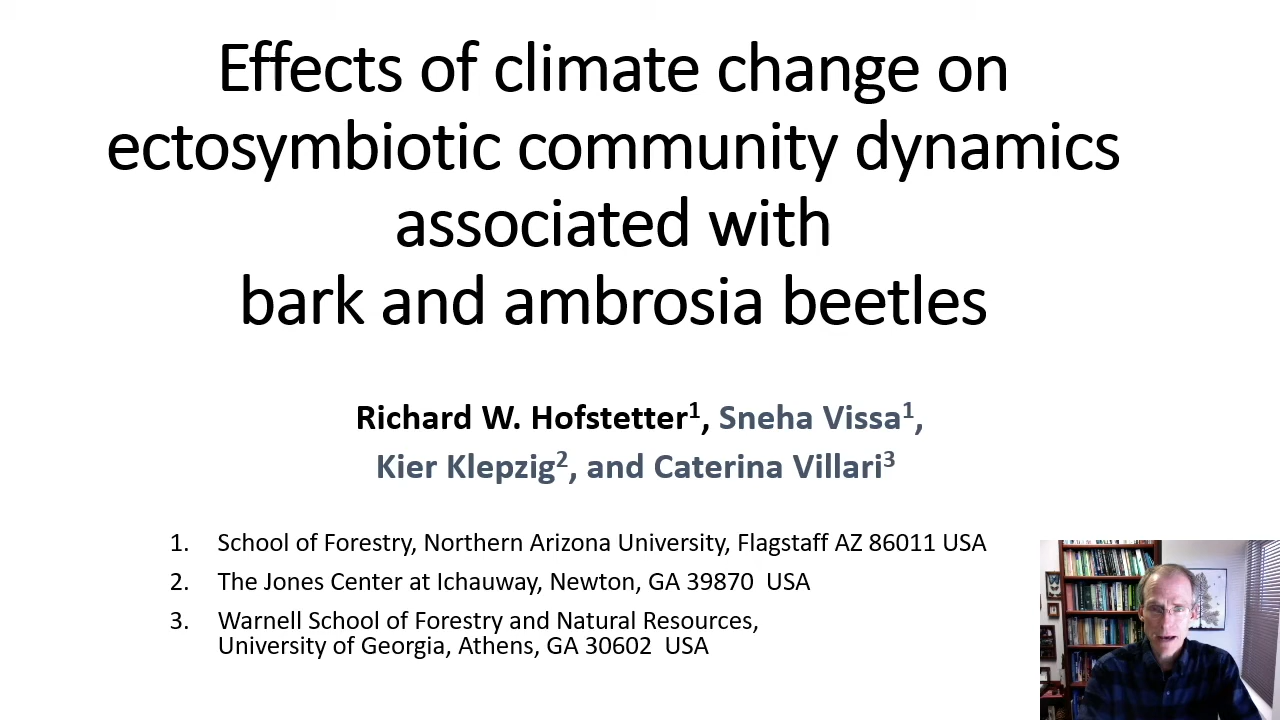 Effects of climate change on
ectosymbiotic community dynamics
associated with
bark and ambrosia beetles
Richard W. Hofstetter¹, Sneha Vissa¹,
Kier Klepzig², and Caterina Villari³
1. School of Forestry, Northern Arizona University, Flagstaff AZ 86011 USA
2. The Jones Center at Ichauway, Newton, GA 39870 USA
3. Warnell School of Forestry and Natural Resources,
University of Georgia, Athens, GA 30602 USA